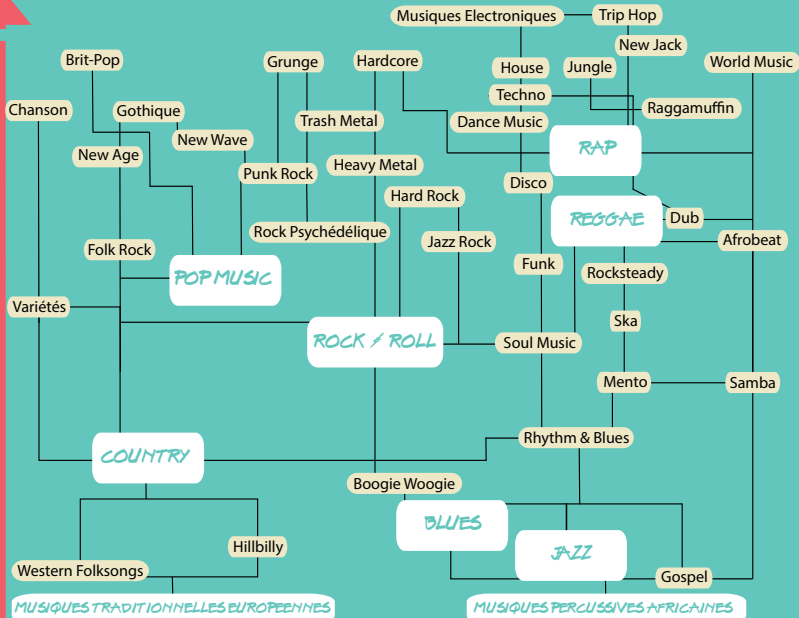 Musiques Electroniques
Trip Hop
New Jack
Brit-Pop
Grunge
Hardcore
World Music
House
Jungle
Techno
Raggamuffin
Chanson
Gothique
Trash Metal
Dance Music
New Wave
RAP
New Age
Heavy Metal
Punk Rock
Disco
Hard Rock
REGGAE
Dub
Rock Psychédélique
Jazz Rock
Afrobeat
Folk Rock
Funk
Rocksteady
POP MUSIC
Variétés
Ska
ROCK & ROLL
Soul Music
Mento
Samba
Rhythm & Blues
COUNTRY
Boogie Woogie
BLUES
Hillbilly
JAZZ
Western Folksongs
Gospel
MUSIQUES TRADITIONNELLES EUROPEENNES
MUSIQUES PERCUSSIVES AFRICAINES